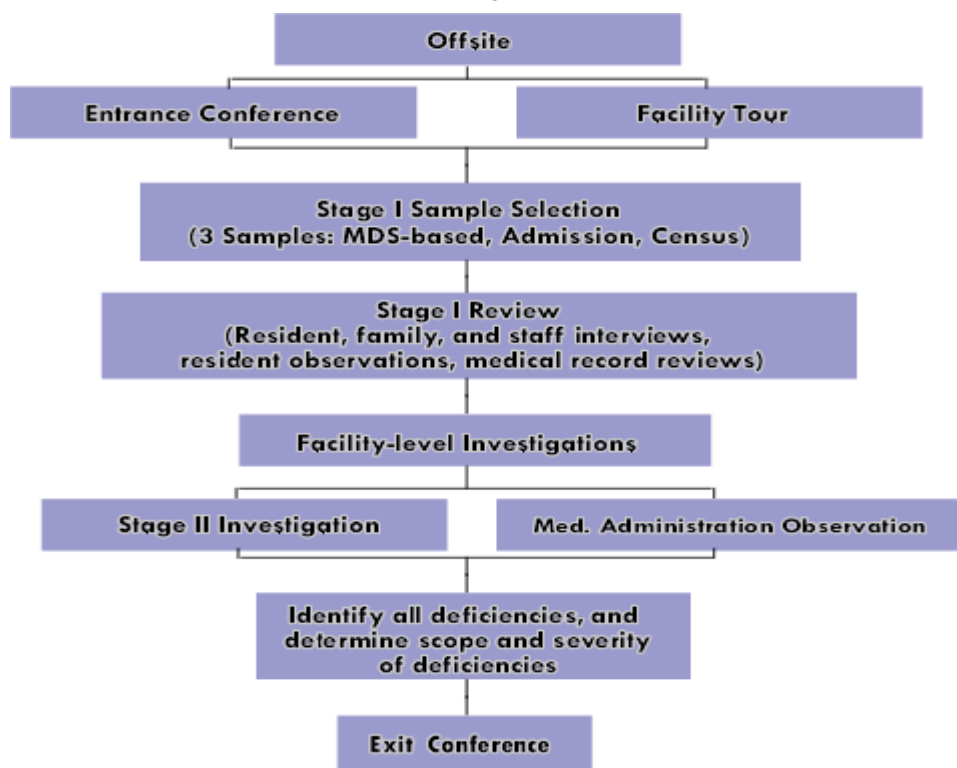 Offsite
Entrance Conference
Facility Tour
Stage I Sample Selection
(3 Samples: MDS-based, Admission, Census)
Stage I Review
(Resident, family, and staff interviews,
resident observations, medical record reviews)
Facility-level Investigations
Stage II Investigation
Med. Administration Observation
Identify all deficiencies, and
determine scope and severity
of deficiencies
Exit Conference